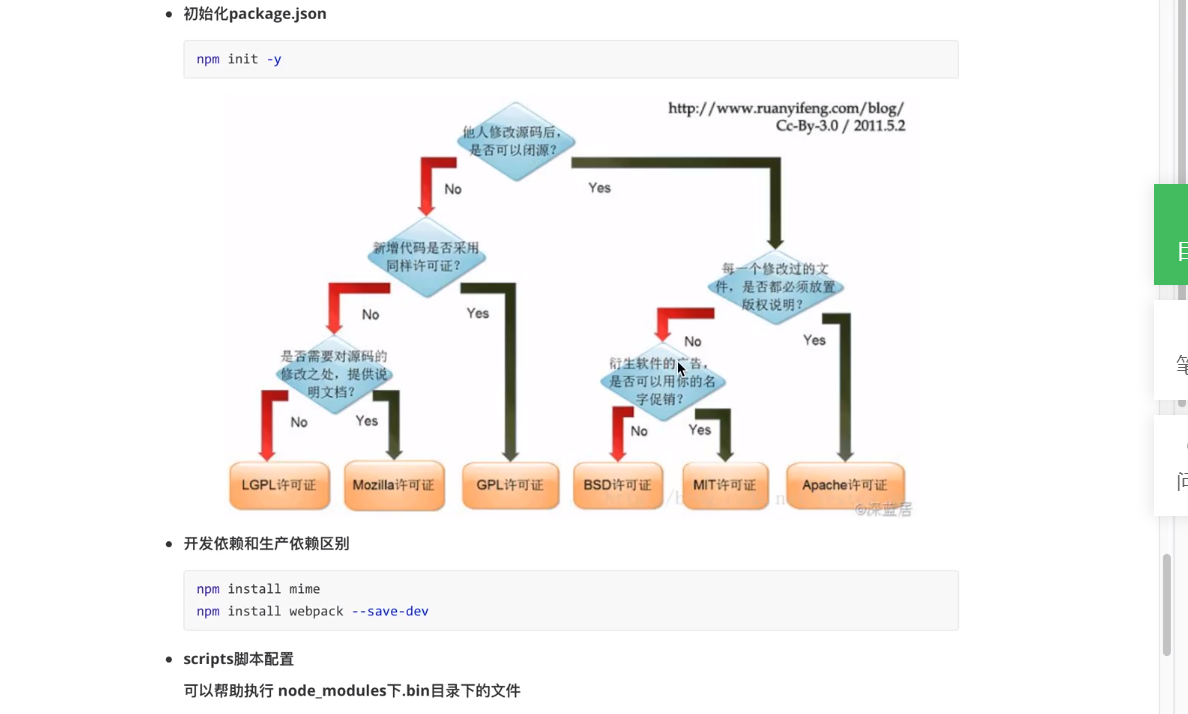 初始化package.json
npm init -y
http://www.ruanyifeng.com/blog/
Cc-By-3.0 / 2011.5.2
他人修改源码后，
是否可以闭源？
No
Yes
新增代码是否采用
同样许可证？
每一个修改过的文
件，是否都必须放置
版权说明？
No
Yes
No
Yes
是否需要对源码的
修改之处，提供说
明文档？
衍生软件的广告，
是否可以用你的名
字促销？
No
Yes
No
Yes
LGPL许可证
Mozilla许可证
GPL许可证
BSD许可证
MIT许可证
Apache许可证
@深蓝居
开发依赖和生产依赖区别
npm install mime
npm install webpack --save-dev
scripts脚本配置
可以帮助执行 node_modules下.bin目录下的文件